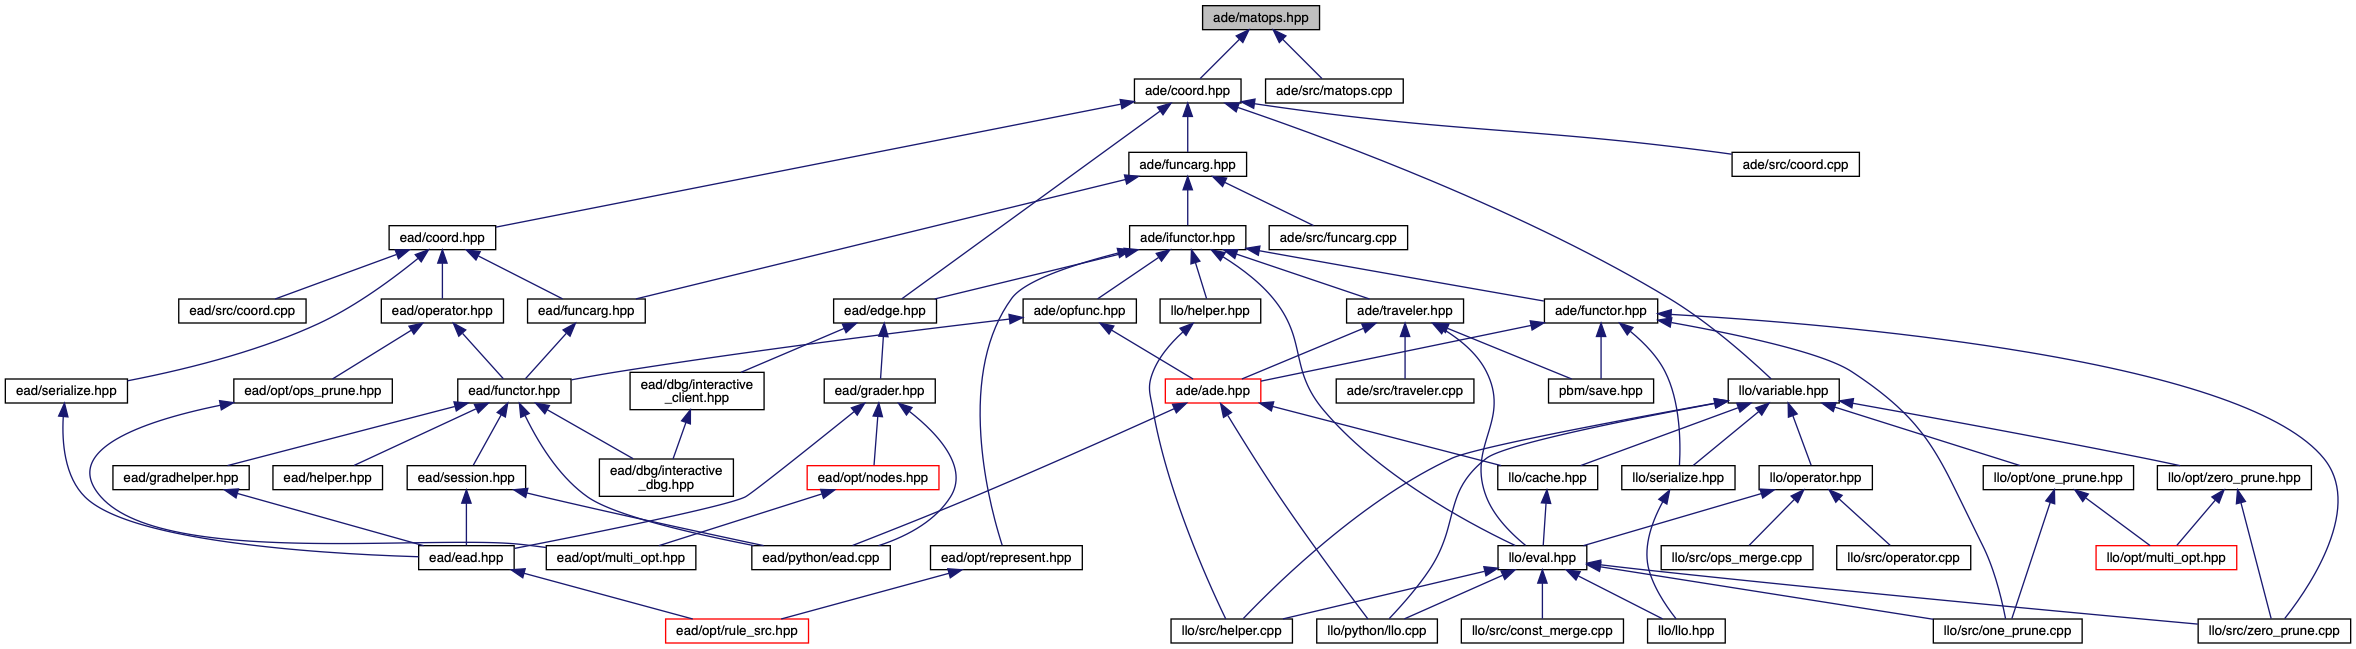 ade/matops.hpp
ade/coord.hpp
ade/src/matops.cpp
ade/funcarg.hpp
ade/src/coord.cpp
ead/coord.hpp
ade/ifunctor.hpp
ade/src/funcarg.cpp
ead/src/coord.cpp
ead/operator.hpp
ead/funcarg.hpp
ead/edge.hpp
ade/opfunc.hpp
llo/helper.hpp
ade/traveler.hpp
ade/functor.hpp
ead/serialize.hpp
ead/opt/ops_prune.hpp
ead/functor.hpp
ead/dbg/interactive
_client.hpp
ead/grader.hpp
ade/ade.hpp
ade/src/traveler.cpp
pbm/save.hpp
llo/variable.hpp
ead/gradhelper.hpp
ead/helper.hpp
ead/session.hpp
ead/dbg/interactive
_dbg.hpp
ead/opt/nodes.hpp
llo/cache.hpp
llo/serialize.hpp
llo/operator.hpp
llo/opt/one_prune.hpp
llo/opt/zero_prune.hpp
ead/ead.hpp
ead/opt/multi_opt.hpp
ead/python/ead.cpp
ead/opt/represent.hpp
llo/eval.hpp
llo/src/ops_merge.cpp
llo/src/operator.cpp
llo/opt/multi_opt.hpp
ead/opt/rule_src.hpp
llo/src/helper.cpp
llo/python/llo.cpp
llo/src/const_merge.cpp
llo/llo.hpp
llo/src/one_prune.cpp
llo/src/zero_prune.cpp